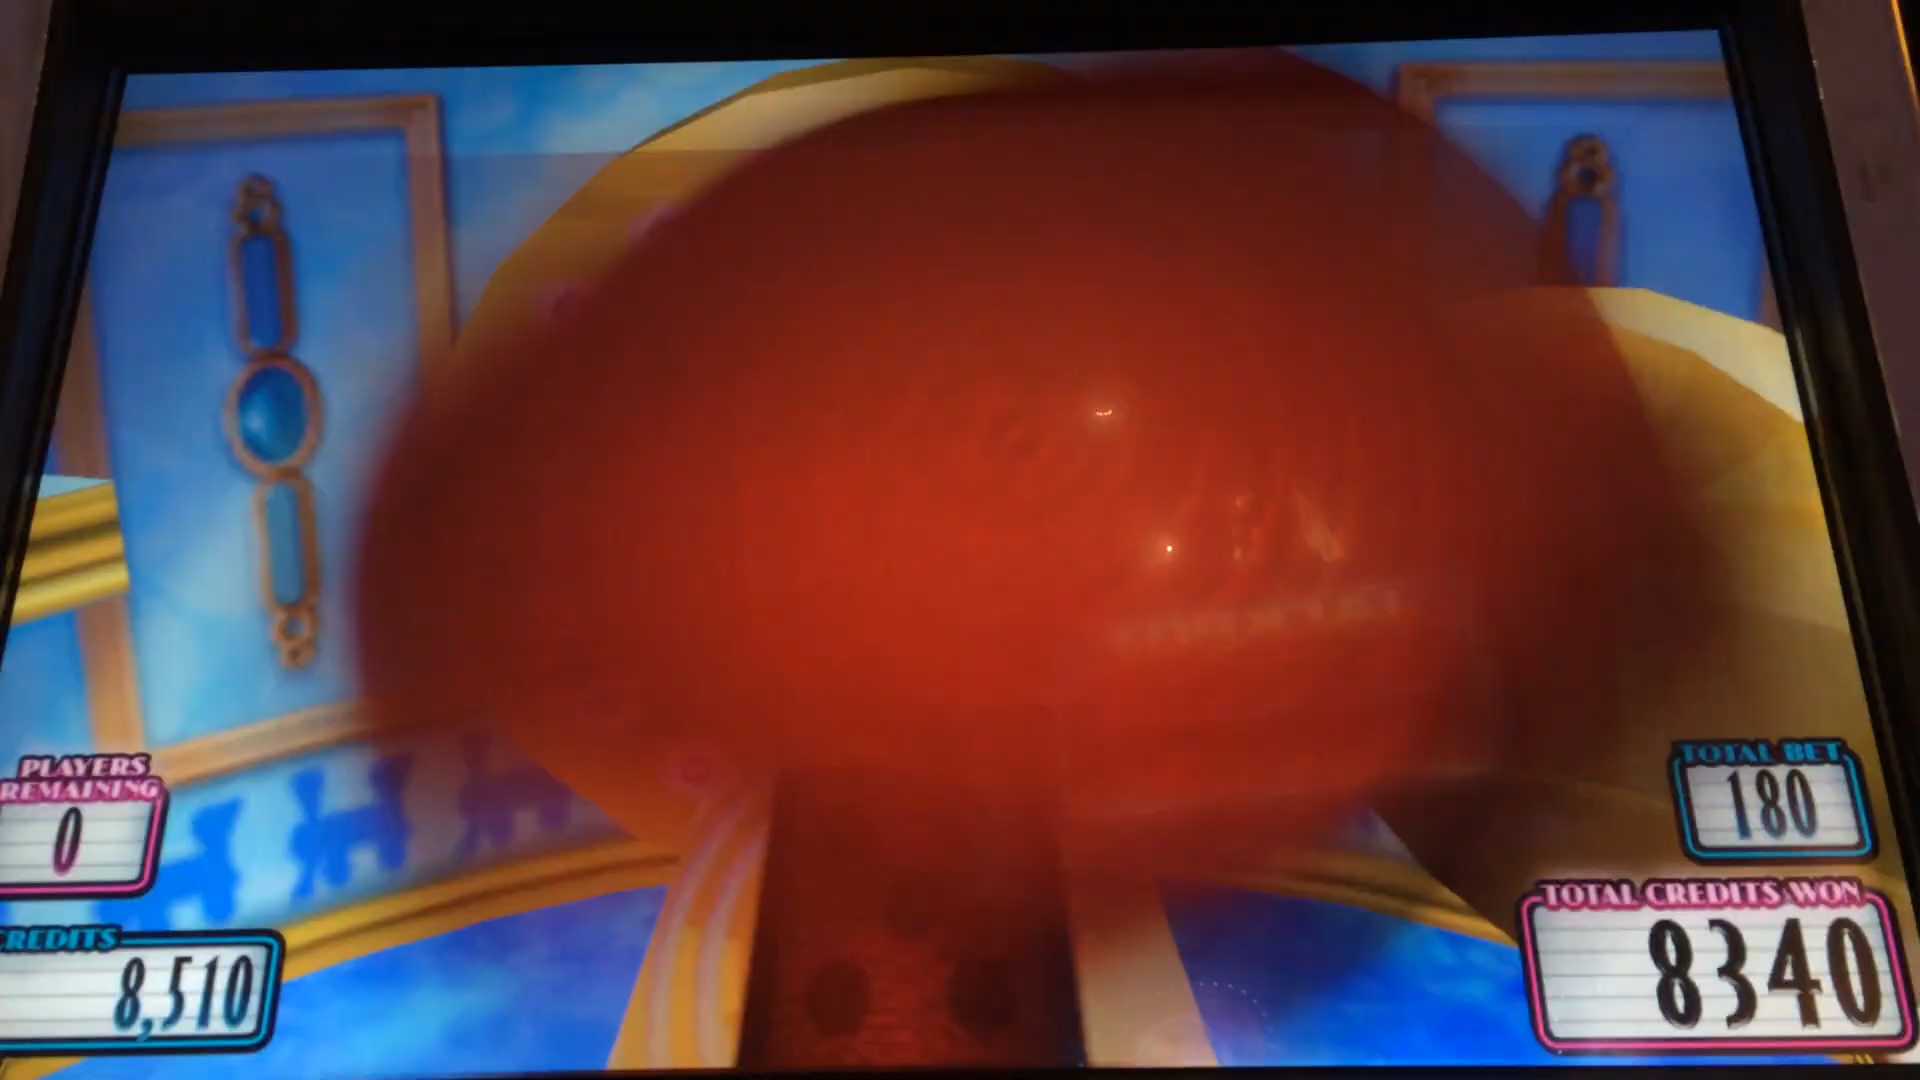 PLAYERS
REMAINING
0
CREDITS
8,510
TOTAL BET
180
TOTAL CREDITS WON
8340